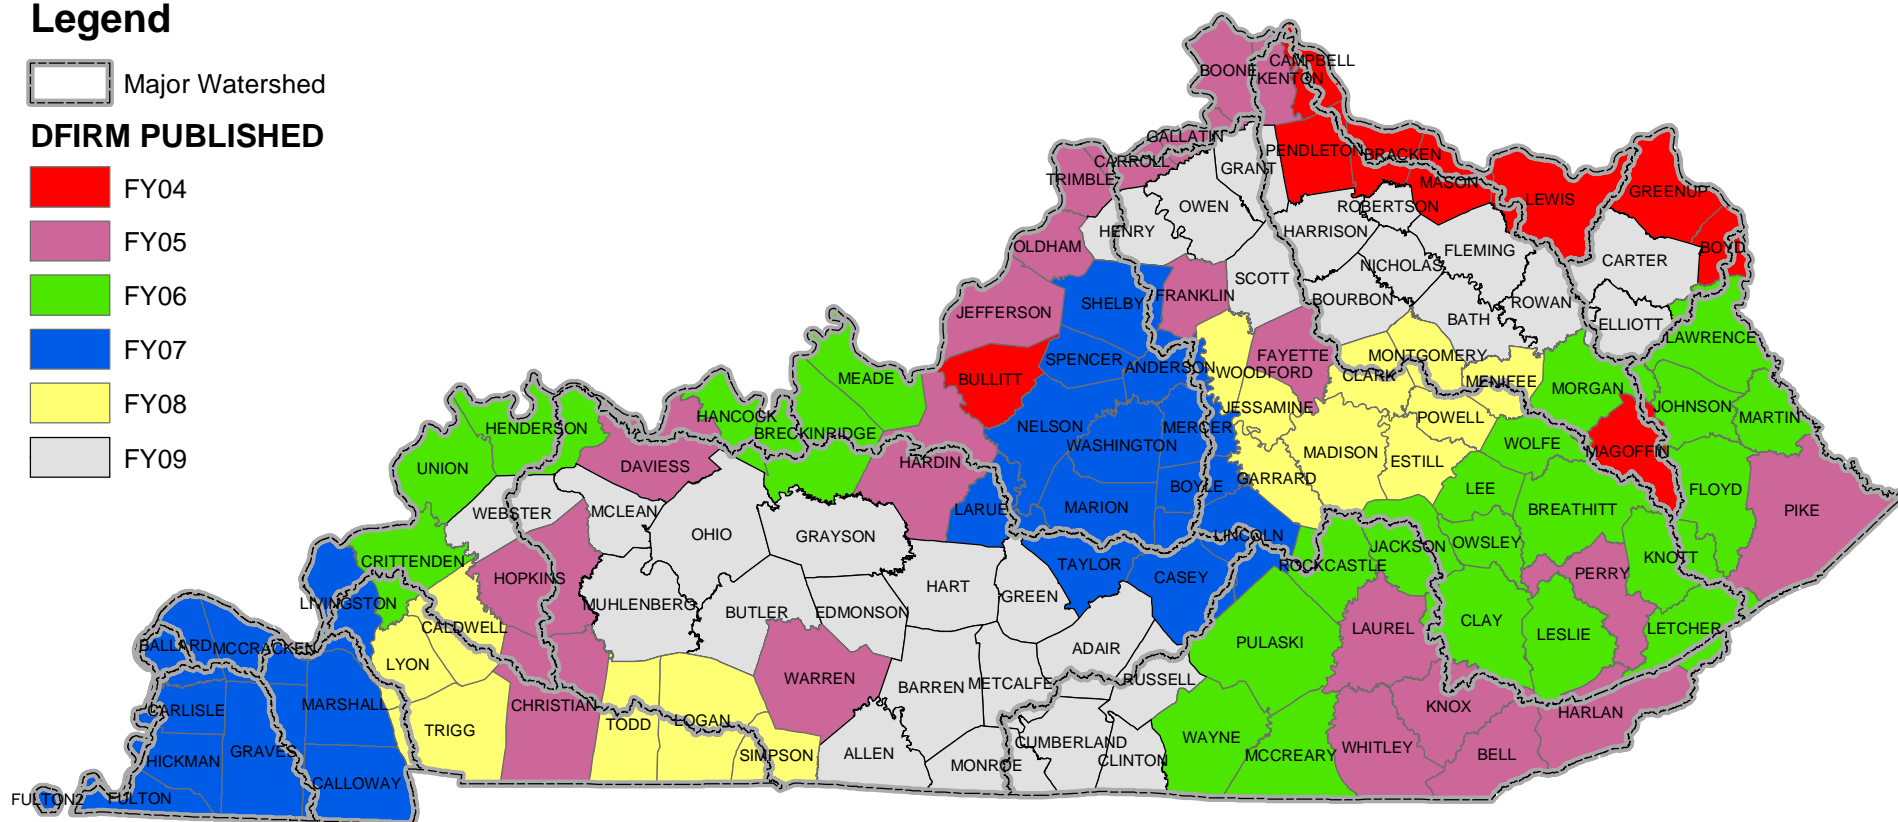 Legend
Major Watershed
DFIRM PUBLISHED
FY04
FY05
FY06
FY07
FY08
FY09
BOONE
CAMPBELL
KENTON
GALLATIN
CARROLL
TRIMBLE
GRANT
PENDLETON
BRACKEN
MASON
LEWIS
GREENUP
BOYD
OWEN
ROBERTSON
HENRY
HARRISON
OLDHAM
FLEMING
CARTER
NICHOLAS
SCOTT
SHELBY
FRANKLIN
BOURBON
ROWAN
JEFFERSON
BATH
ELLIOTT
LAWRENCE
SPENCER
ANDERSON
FAYETTE
MONTGOMERY
WOODFORD
CLARK
MENIFEE
MORGAN
MEADE
BULLITT
JESSAMINE
JOHNSON
MARTIN
HANCOCK
HENDERSON
BRECKINRIDGE
NELSON
MERCER
POWELL
WASHINGTON
WOLFE
MAGOFFIN
UNION
DAVIESS
HARDIN
MADISON
ESTILL
GARRARD
BOYLE
LEE
FLOYD
WEBSTER
MCLEAN
LARUE
MARION
BREATHITT
PIKE
OHIO
GRAYSON
LINCOLN
JACKSON
OWSLEY
CRITTENDEN
TAYLOR
ROCKCASTLE
KNOTT
HOPKINS
CASEY
PERRY
HART
GREEN
LIVINGSTON
MUHLENBERG
BUTLER
EDMONSON
CALDWELL
LAUREL
CLAY
LESLIE
LETCHER
BALLARD
MCCRACKEN
PULASKI
ADAIR
LYON
WARREN
BARREN
METCALFE
RUSSELL
MARSHALL
CHRISTIAN
CARLISLE
KNOX
HARLAN
TODD
LOGAN
TRIGG
WAYNE
CUMBERLAND
WHITLEY
GRAVES
SIMPSON
ALLEN
MCCREARY
BELL
HICKMAN
MONROE
CLINTON
CALLOWAY
FULTON2
FULTON